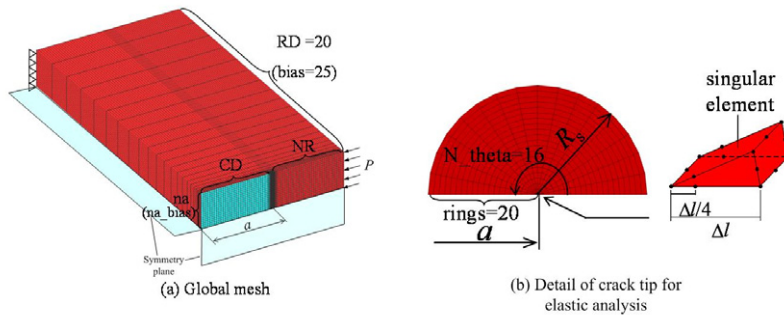 RD =20
(bias=25)
CD
NR
P
na
(na_bias)
a
Symmetry
plane
(a) Global mesh
N_theta=16
R_s
rings=20
a
singular
element
Δl/4
Δl
(b) Detail of crack tip for
elastic analysis